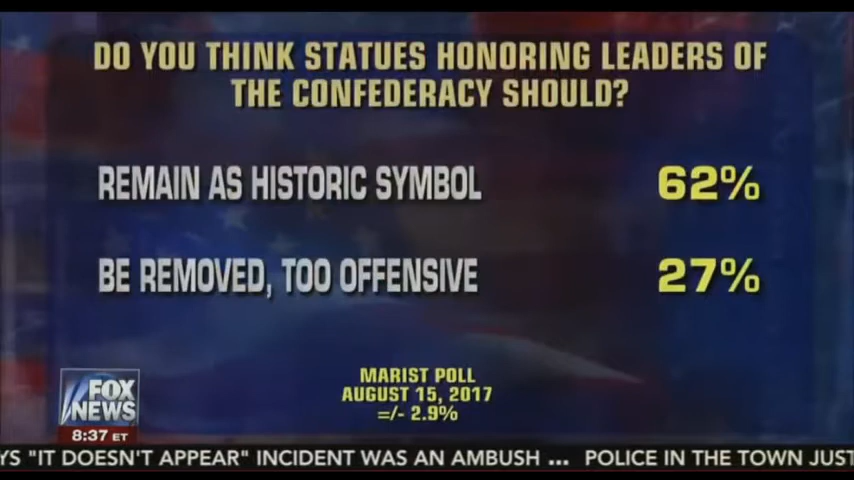 DO YOU THINK STATUES HONORING LEADERS OF
THE CONFEDERACY SHOULD?
REMAIN AS HISTORIC SYMBOL 62%
BE REMOVED, TOO OFFENSIVE 27%
MARIST POLL
AUGUST 15, 2017
=/- 2.9%
FOX
NEWS
8:37 ET
YS "IT DOESN'T APPEAR" INCIDENT WAS AN AMBUSH ... POLICE IN THE TOWN JUST